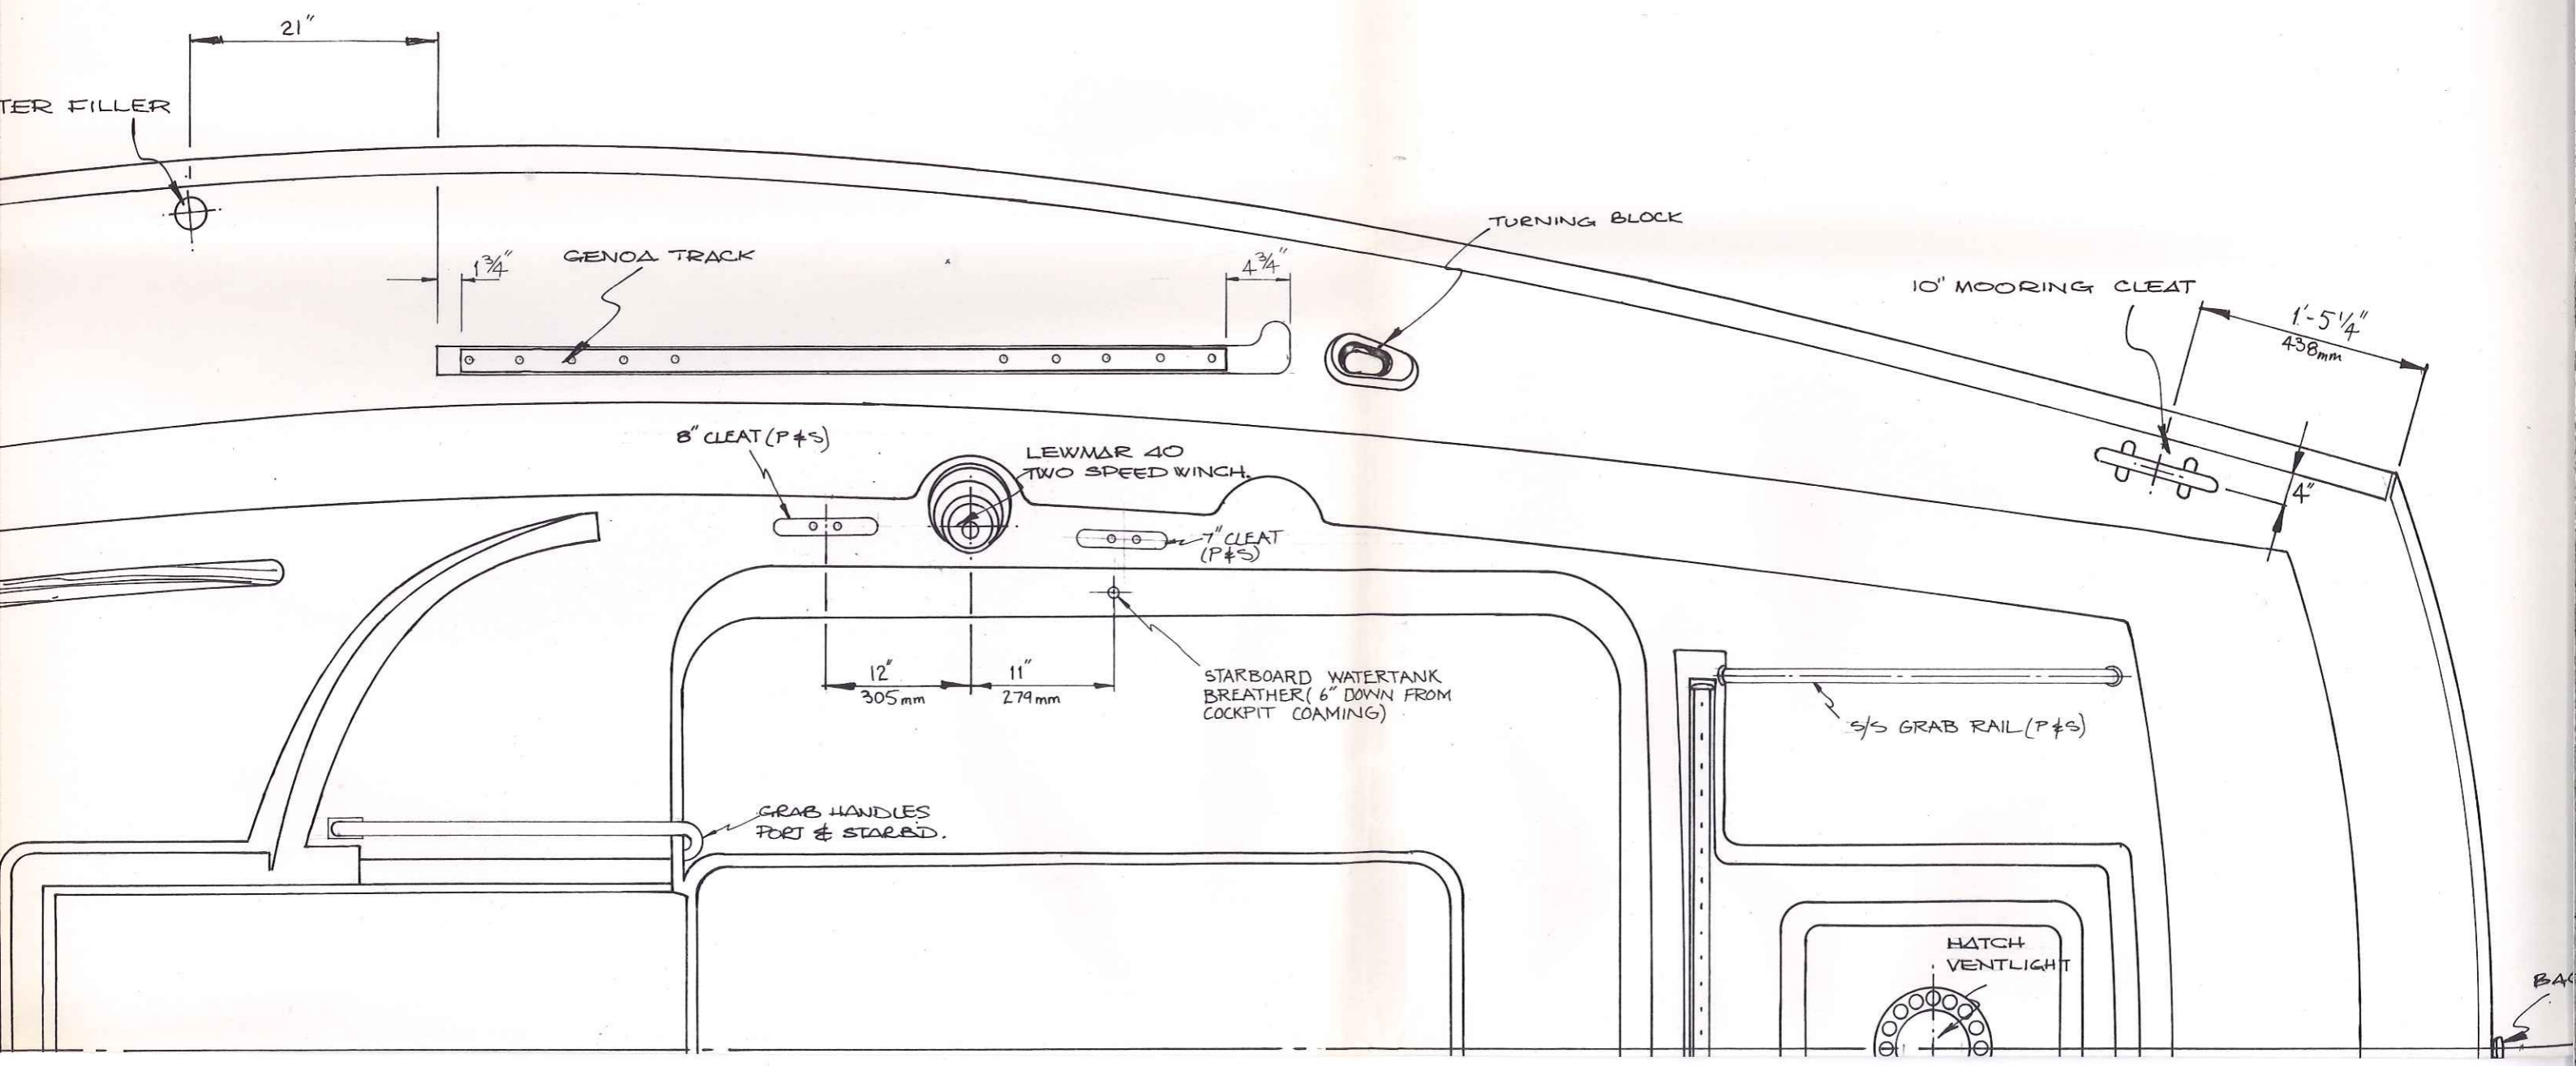 21"
TER FILLER
1¾"
GENOA TRACK
4¾"
TURNING BLOCK
10" MOORING CLEAT
1'-5¼"
438mm
4"
8" CLEAT (P & S)
LEWMAR 40
TWO SPEED WINCH.
7" CLEAT
(P & S)
12"
305mm
11"
279mm
STARBOARD WATERTANK
BREATHER (6" DOWN FROM
COCKPIT COAMING)
S/S GRAB RAIL (P & S)
GRAB HANDLES
PORT & STARB'D.
HATCH
VENTLIGHT
BAC